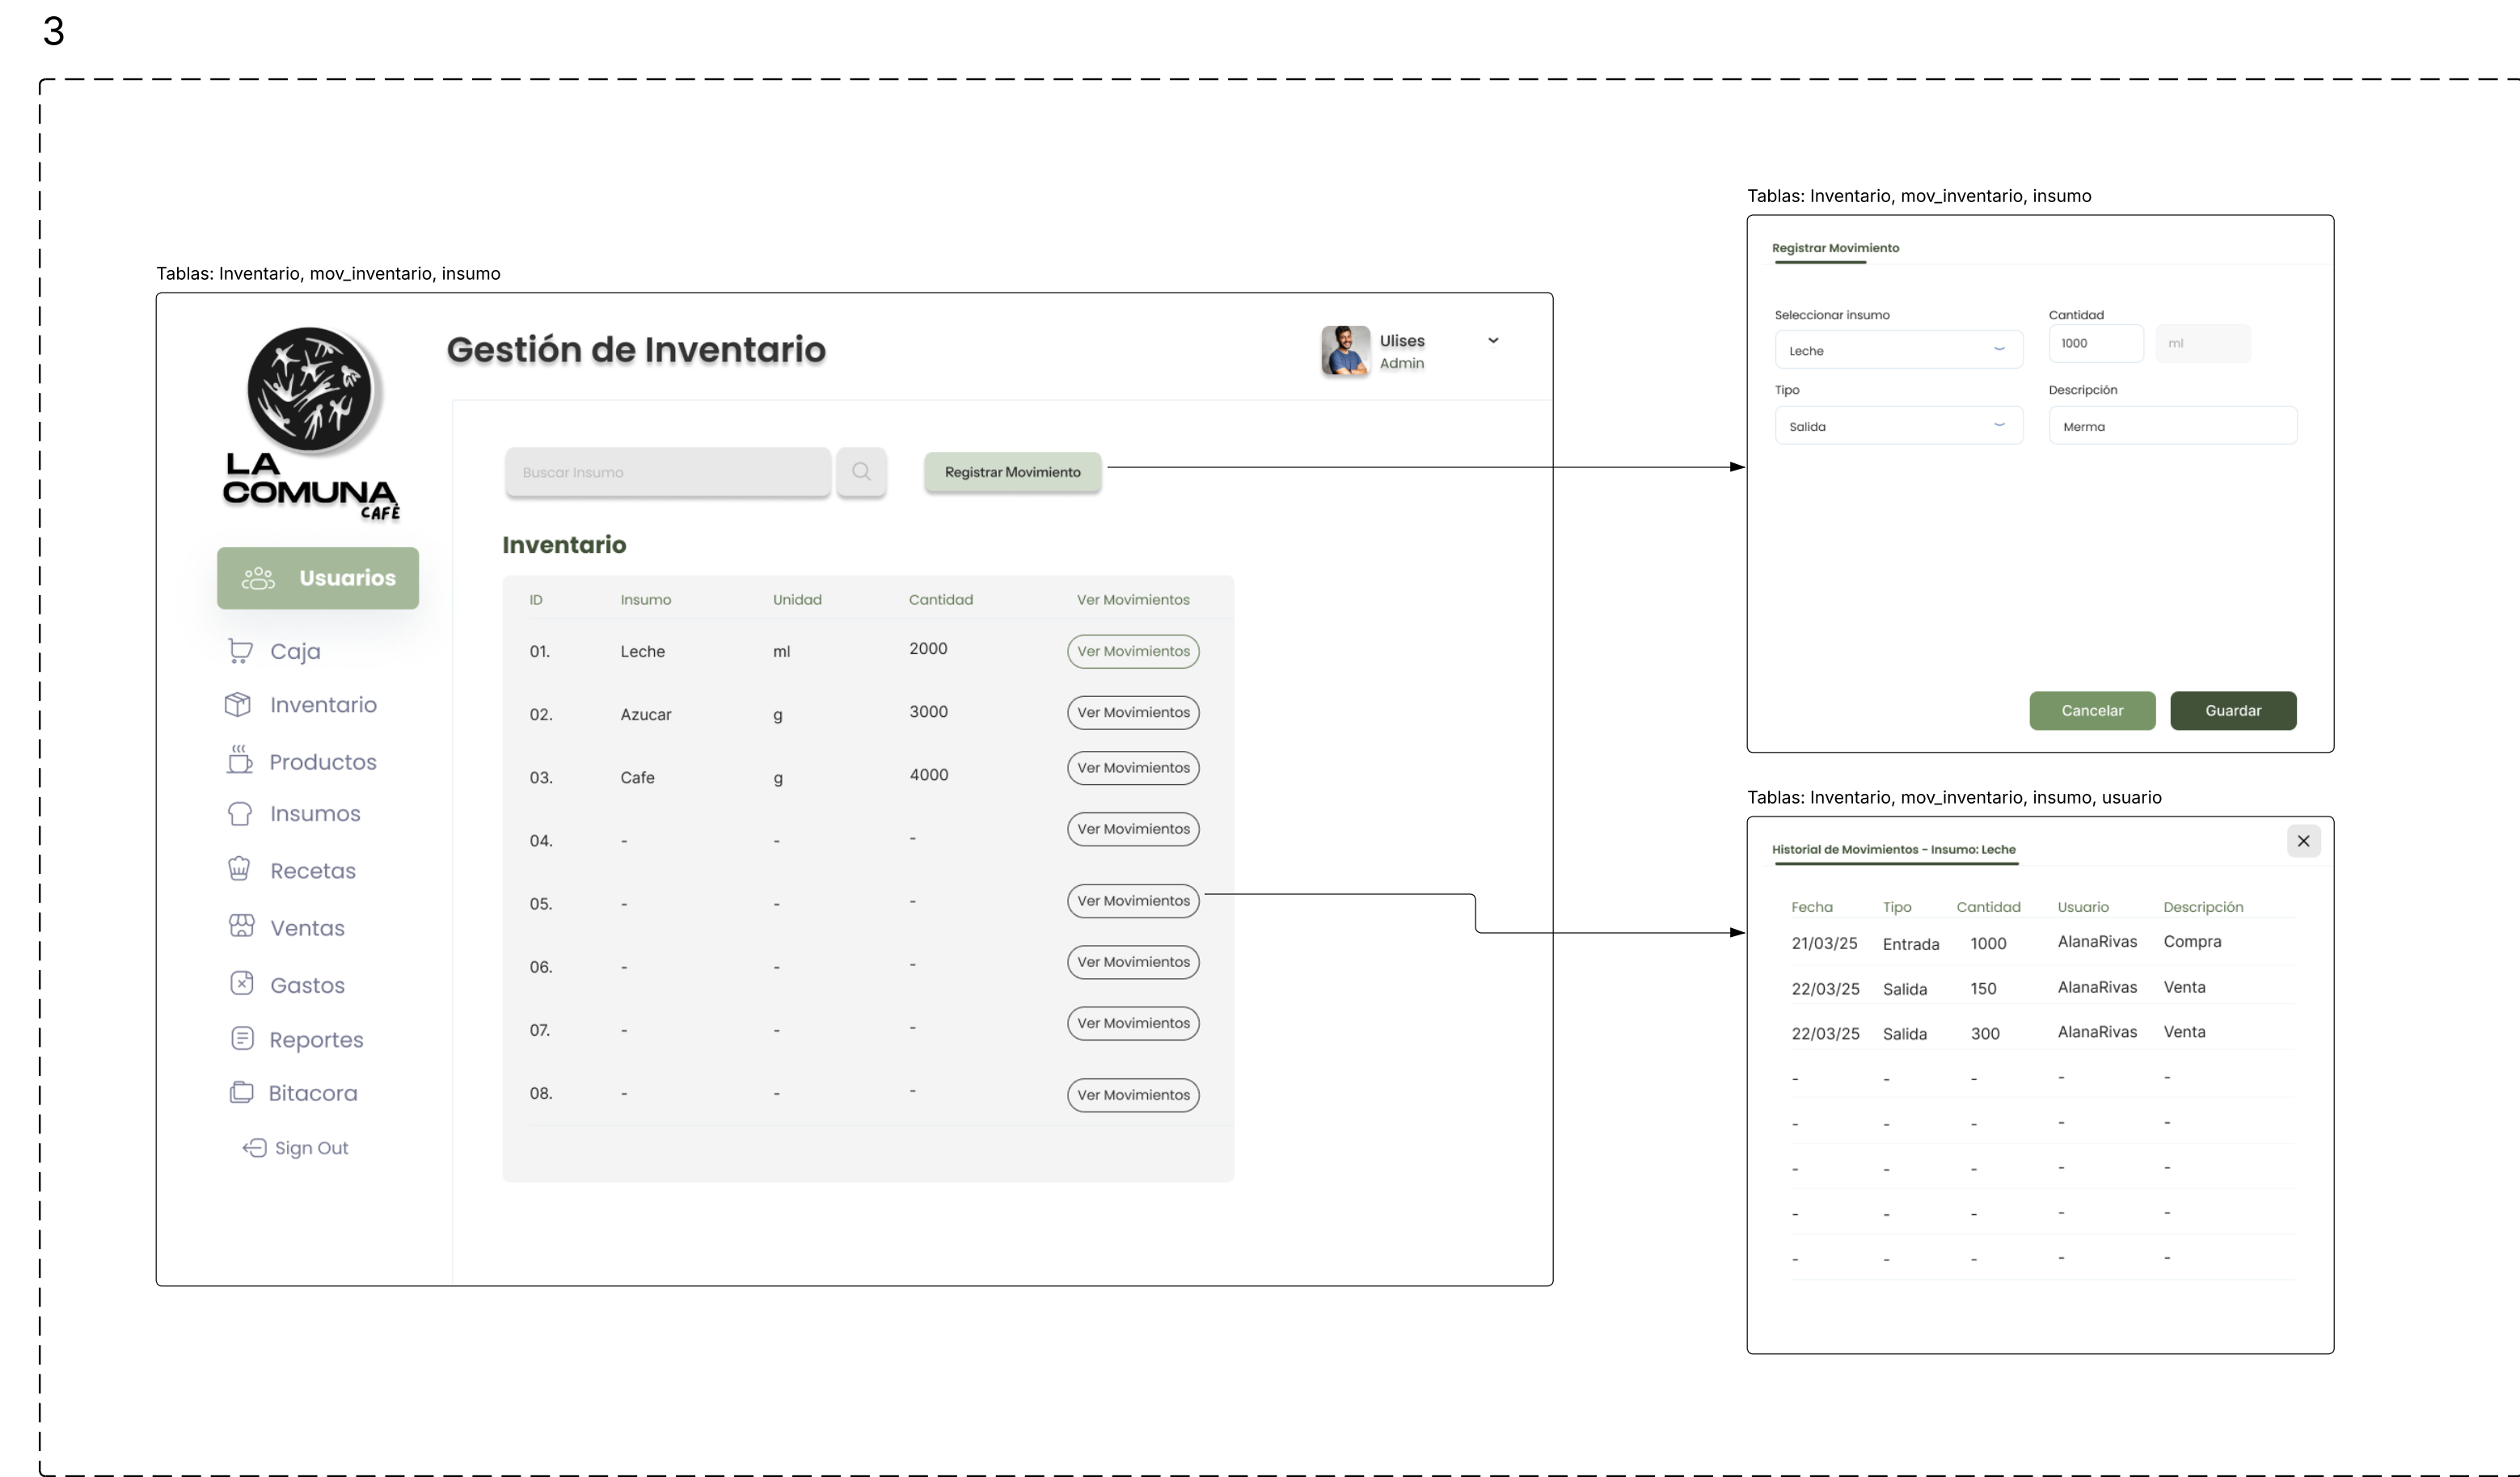 3
Tablas: Inventario, mov_inventario, insumo
LA
COMUNA
CAFÈ
Gestión de Inventario
Ulises
Admin
Usuarios
Caja
Inventario
Productos
Insumos
Recetas
Ventas
Gastos
Reportes
Bitacora
Sign Out
Buscar Insumo
Registrar Movimiento
Inventario
ID Insumo Unidad Cantidad Ver Movimientos
01. Leche ml 2000 Ver Movimientos
02. Azucar g 3000 Ver Movimientos
03. Cafe g 4000 Ver Movimientos
04. - - - Ver Movimientos
05. - - - Ver Movimientos
06. - - - Ver Movimientos
07. - - - Ver Movimientos
08. - - - Ver Movimientos
Tablas: Inventario, mov_inventario, insumo
Registrar Movimiento
Seleccionar insumo Cantidad
Leche 1000 ml
Tipo Descripción
Salida Merma
Cancelar Guardar
Tablas: Inventario, mov_inventario, insumo, usuario
Historial de Movimientos - Insumo: Leche
Fecha Tipo Cantidad Usuario Descripción
21/03/25 Entrada 1000 AlanaRivas Compra
22/03/25 Salida 150 AlanaRivas Venta
22/03/25 Salida 300 AlanaRivas Venta
- - - - -
- - - - -
- - - - -
- - - - -
- - - - -